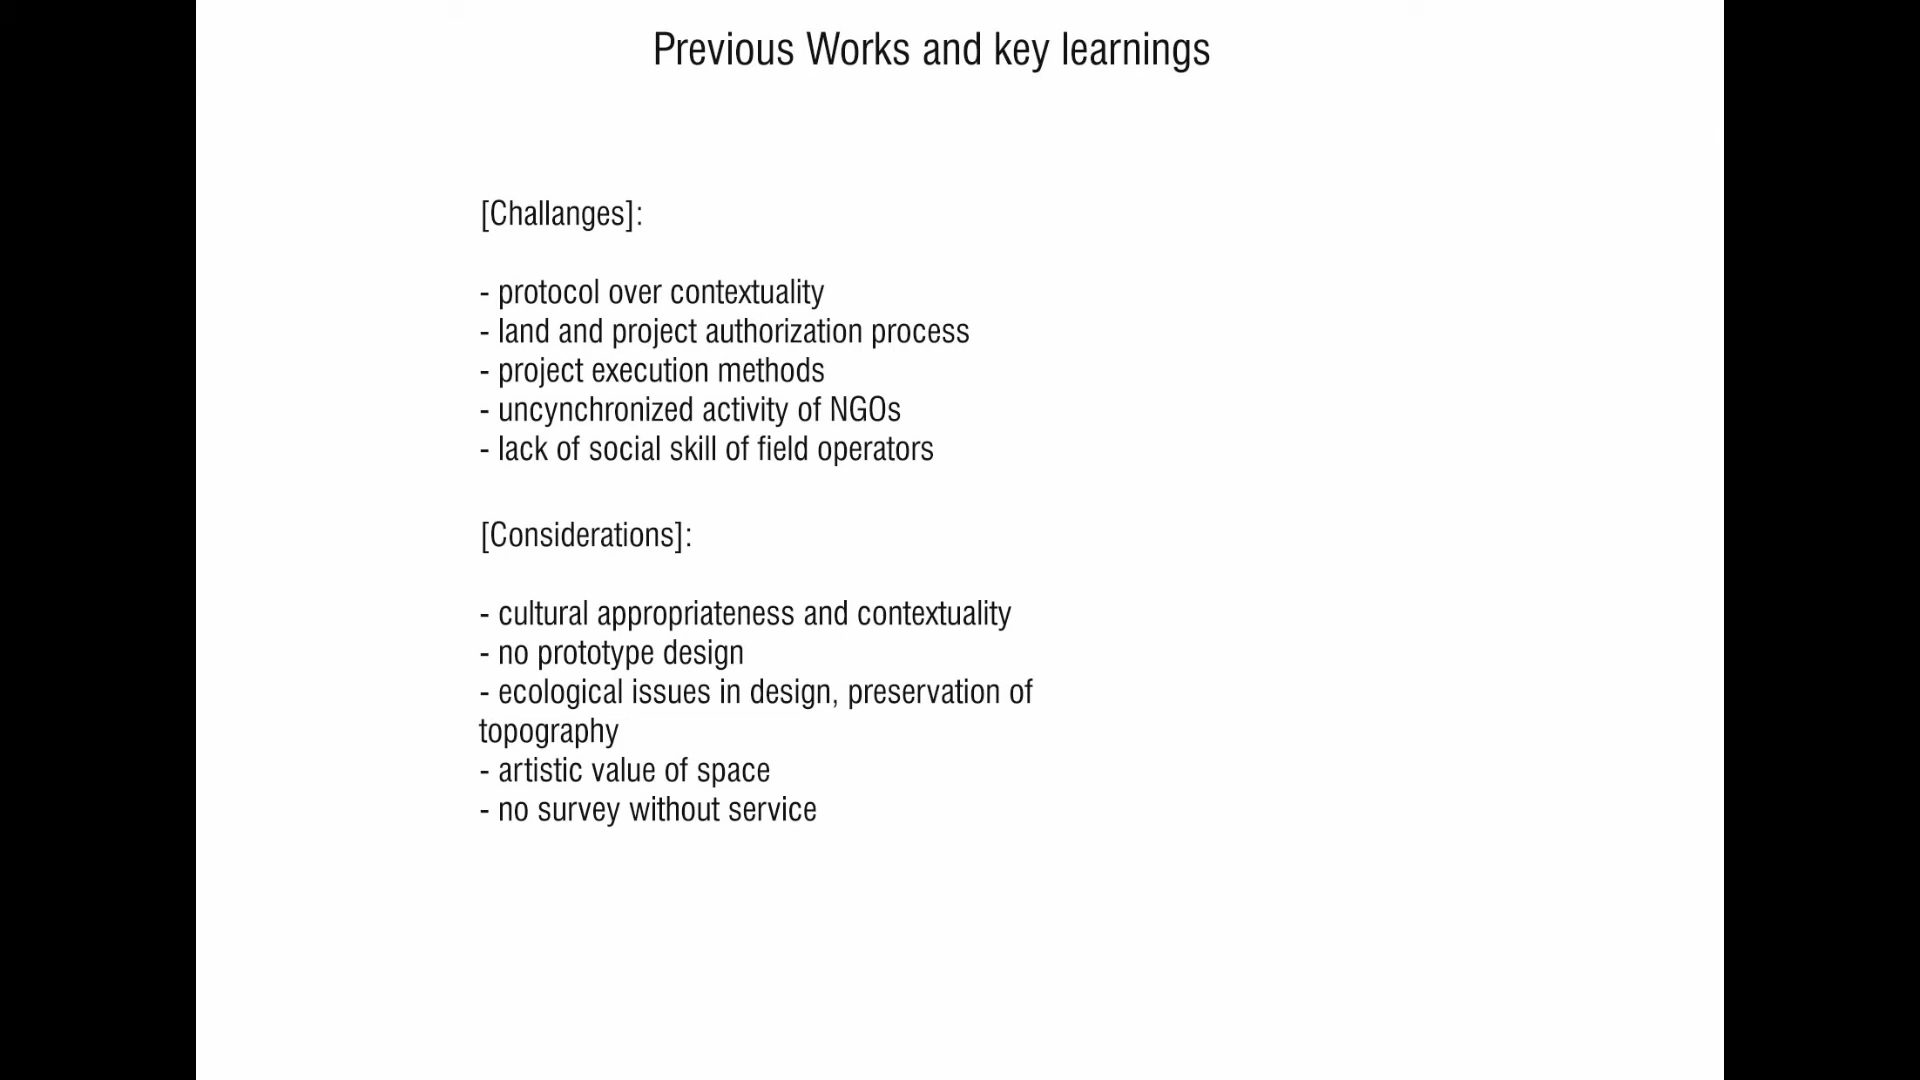 Previous Works and key learnings
[Challanges]:
- protocol over contextuality
- land and project authorization process
- project execution methods
- uncynchronized activity of NGOs
- lack of social skill of field operators
[Considerations]:
- cultural appropriateness and contextuality
- no prototype design
- ecological issues in design, preservation of
topography
- artistic value of space
- no survey without service